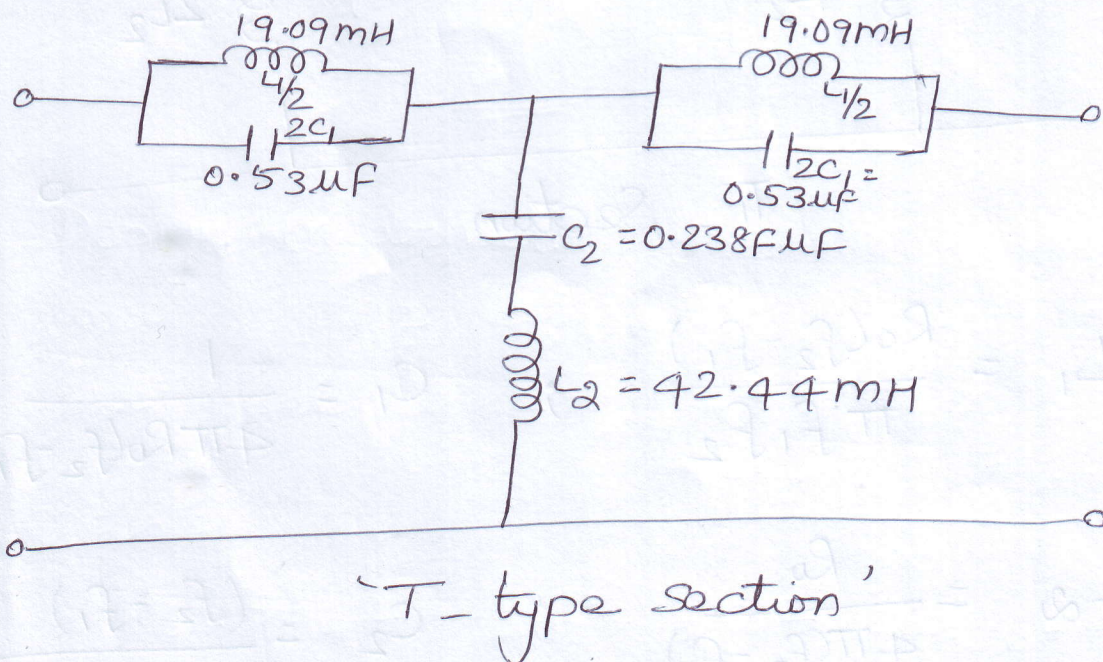 19.09mH
19.09mH
L1/2
L1/2
2C1
2C1=
0.53μF
0.53μF
C2 = 0.238FμF
L2 = 42.44mH
'T- type section'